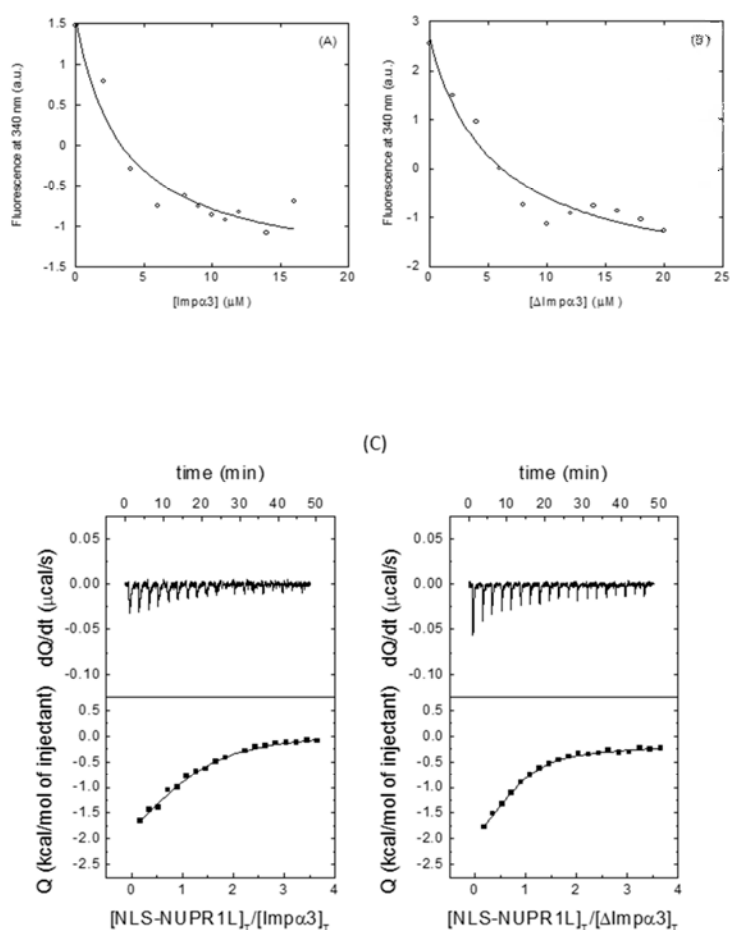 (A)
Fluorescence at 340 nm (a.u.)
1.5
1
0.5
0
-0.5
-1
-1.5
0 5 10 15 20
[Impα3] (μM)
(B)
Fluorescence at 340 nm (a.u.)
3
2
1
0
-1
-2
0 5 10 15 20 25
[ΔImpα3] (μM)
(C)
time (min)
0 10 20 30 40 50
dQ/dt (μcal/s)
0.05
0.00
-0.05
-0.10
Q (kcal/mol of injectant)
0.5
0.0
-0.5
-1.0
-1.5
-2.0
-2.5
0 1 2 3 4
[NLS-NUPR1L]T/[Impα3]T
time (min)
0 10 20 30 40 50
dQ/dt (μcal/s)
0.05
0.00
-0.05
-0.10
Q (kcal/mol of injectant)
0.5
0.0
-0.5
-1.0
-1.5
-2.0
-2.5
0 1 2 3 4
[NLS-NUPR1L]T/[ΔImpα3]T